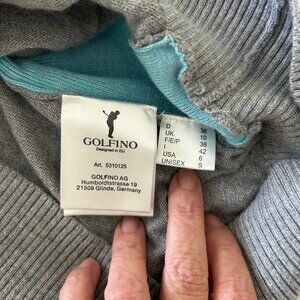 GOLFINO
Designed in EU
Art. 5310125
GOLFINO AG
Humboldtstrasse 19
21509 Glinde, Germany
D 36
UK 10
F/E/P 38
I 42
USA 6
UNISEX S